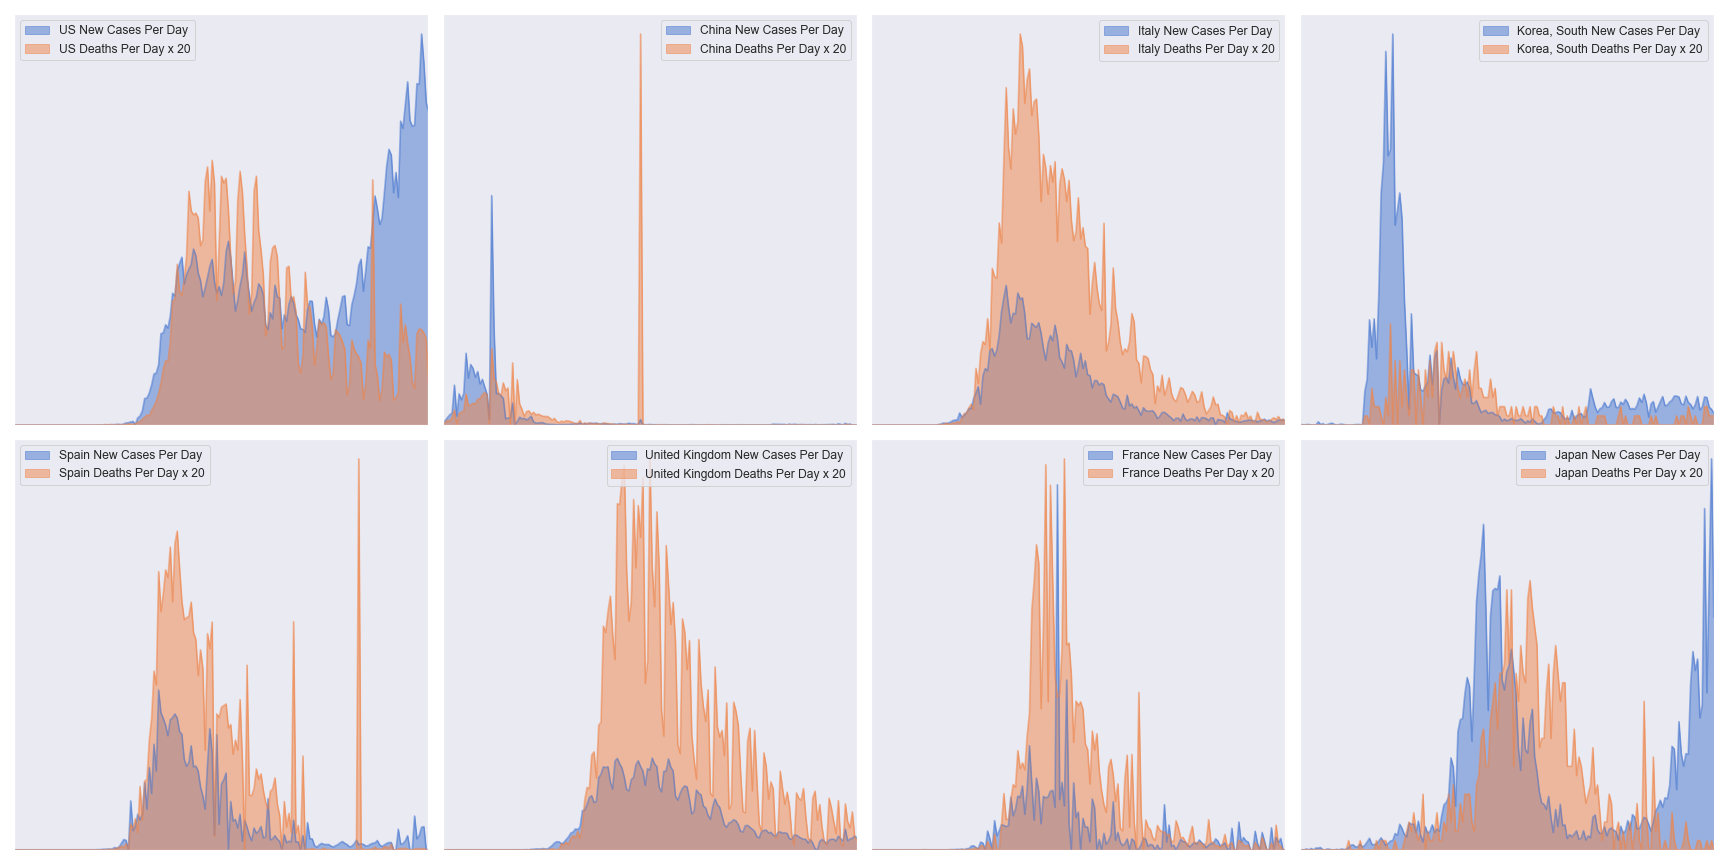 US New Cases Per Day
US Deaths Per Day x 20
China New Cases Per Day
China Deaths Per Day x 20
Italy New Cases Per Day
Italy Deaths Per Day x 20
Korea, South New Cases Per Day
Korea, South Deaths Per Day x 20
Spain New Cases Per Day
Spain Deaths Per Day x 20
United Kingdom New Cases Per Day
United Kingdom Deaths Per Day x 20
France New Cases Per Day
France Deaths Per Day x 20
Japan New Cases Per Day
Japan Deaths Per Day x 20